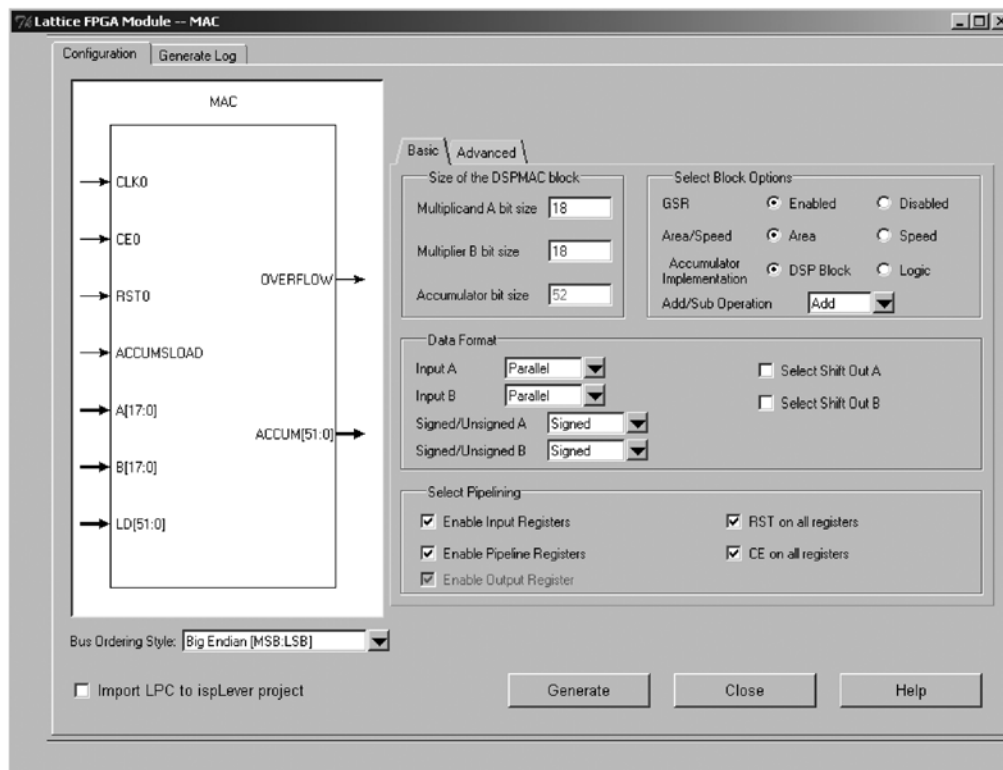 Lattice FPGA Module -- MAC
Configuration
Generate Log
MAC
CLK0
CE0
RST0
ACCUMSLOAD
A[17:0]
B[17:0]
LD[51:0]
OVERFLOW
ACCUM[51:0]
Basic
Advanced
Size of the DSPMAC block
Multiplicand A bit size 18
Multiplier B bit size 18
Accumulator bit size 52
Select Block Options
GSR Enabled Disabled
Area/Speed Area Speed
Accumulator
Implementation DSP Block Logic
Add/Sub Operation Add
Data Format
Input A Parallel
Input B Parallel
Signed/Unsigned A Signed
Signed/Unsigned B Signed
Select Shift Out A
Select Shift Out B
Select Pipelining
Enable Input Registers
Enable Pipeline Registers
Enable Output Register
RST on all registers
CE on all registers
Bus Ordering Style: Big Endian [MSB:LSB]
Import LPC to ispLever project
Generate
Close
Help